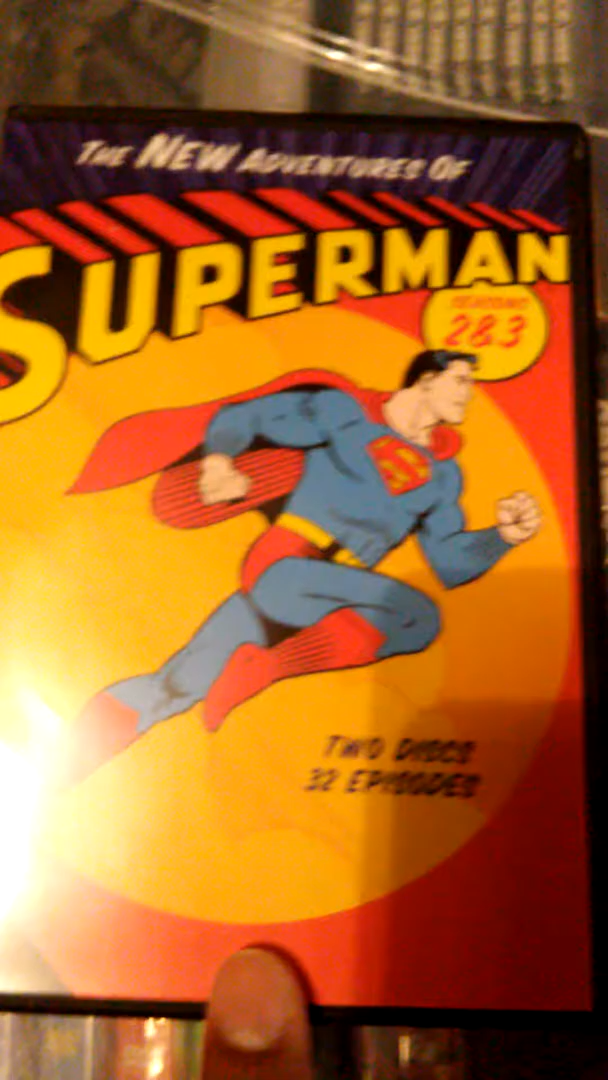 THE NEW ADVENTURES OF
SUPERMAN
SEASONS
2&3
TWO DISCS
32 EPISODES